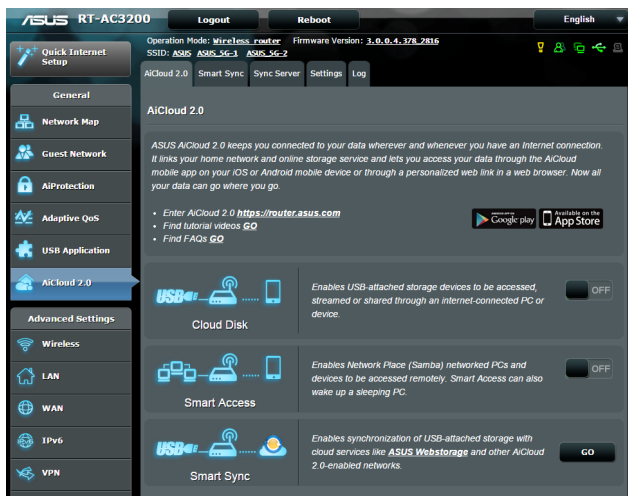 ASUS RT-AC3200
Logout
Reboot
English
Quick Internet
Setup
Operation Mode: Wireless router Firmware Version: 3.0.0.4.378_2816
SSID: ASUS ASUS_5G-1 ASUS_5G-2
AiCloud 2.0
Smart Sync
Sync Server
Settings
Log
General
Network Map
Guest Network
AiProtection
Adaptive QoS
USB Application
AiCloud 2.0
Advanced Settings
Wireless
LAN
WAN
IPv6
VPN
AiCloud 2.0
ASUS AiCloud 2.0 keeps you connected to your data wherever and whenever you have an Internet connection.
It links your home network and online storage service and lets you access your data through the AiCloud
mobile app on your iOS or Android mobile device or through a personalized web link in a web browser. Now all
your data can go where you go.
• Enter AiCloud 2.0 https://router.asus.com
• Find tutorial videos GO
• Find FAQs GO
Google play
Available on the
App Store
USB
Cloud Disk
Enables USB-attached storage devices to be accessed,
streamed or shared through an internet-connected PC or
device.
OFF
Smart Access
Enables Network Place (Samba) networked PCs and
devices to be accessed remotely. Smart Access can also
wake up a sleeping PC.
OFF
USB
Smart Sync
Enables synchronization of USB-attached storage with
cloud services like ASUS Webstorage and other AiCloud
2.0-enabled networks.
GO